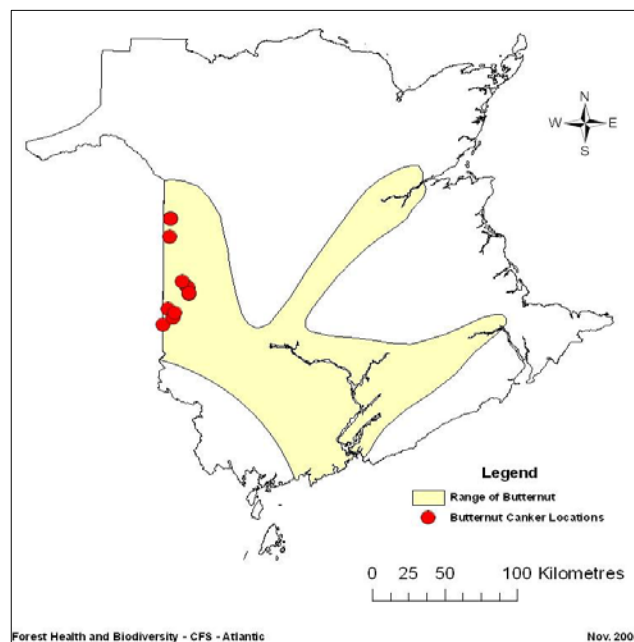 N
W E
S
Legend
Range of Butternut
Butternut Canker Locations
0 25 50 100 Kilometres
Forest Health and Biodiversity - CFS - Atlantic
Nov. 200